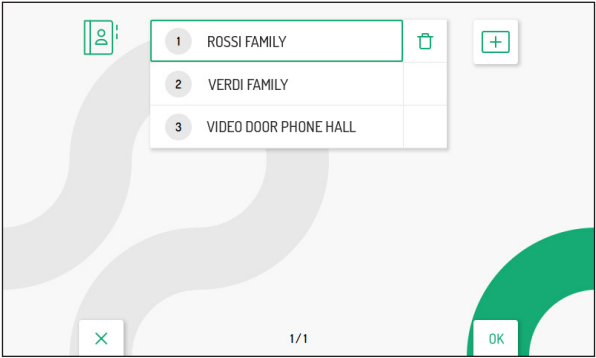 1 ROSSI FAMILY
2 VERDI FAMILY
3 VIDEO DOOR PHONE HALL
1/1
OK